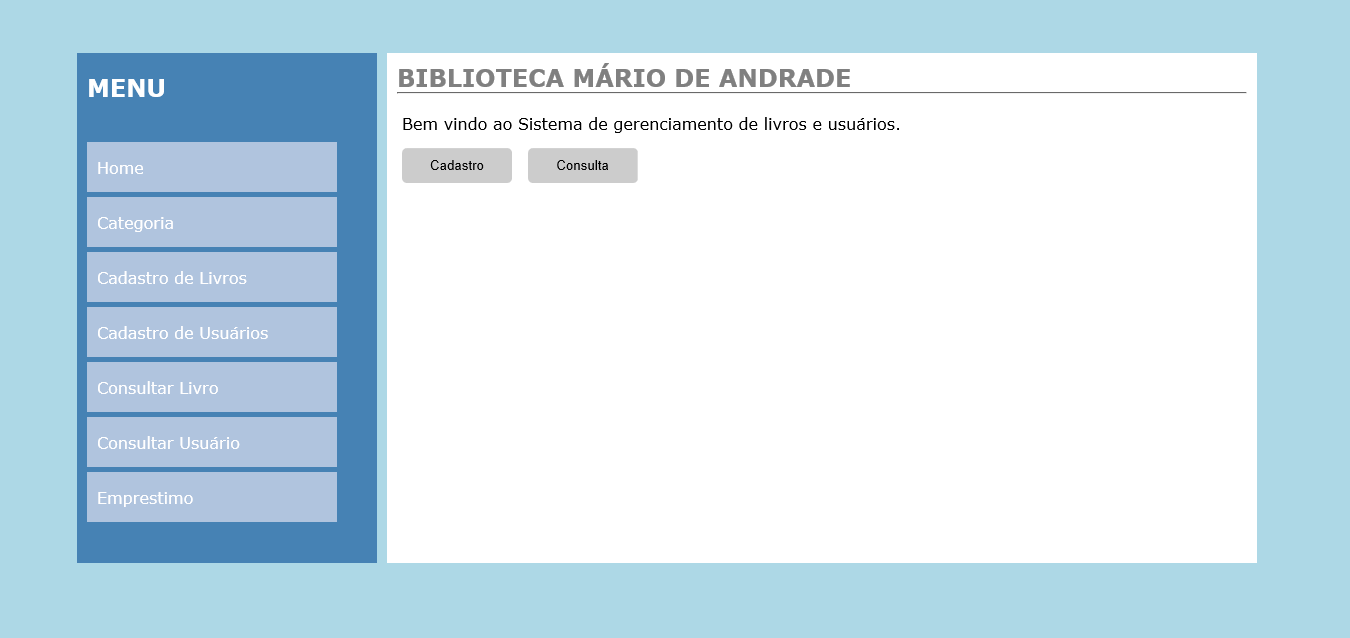 MENU
Home
Categoria
Cadastro de Livros
Cadastro de Usuários
Consultar Livro
Consultar Usuário
Emprestimo
BIBLIOTECA MÁRIO DE ANDRADE
Bem vindo ao Sistema de gerenciamento de livros e usuários.
Cadastro Consulta